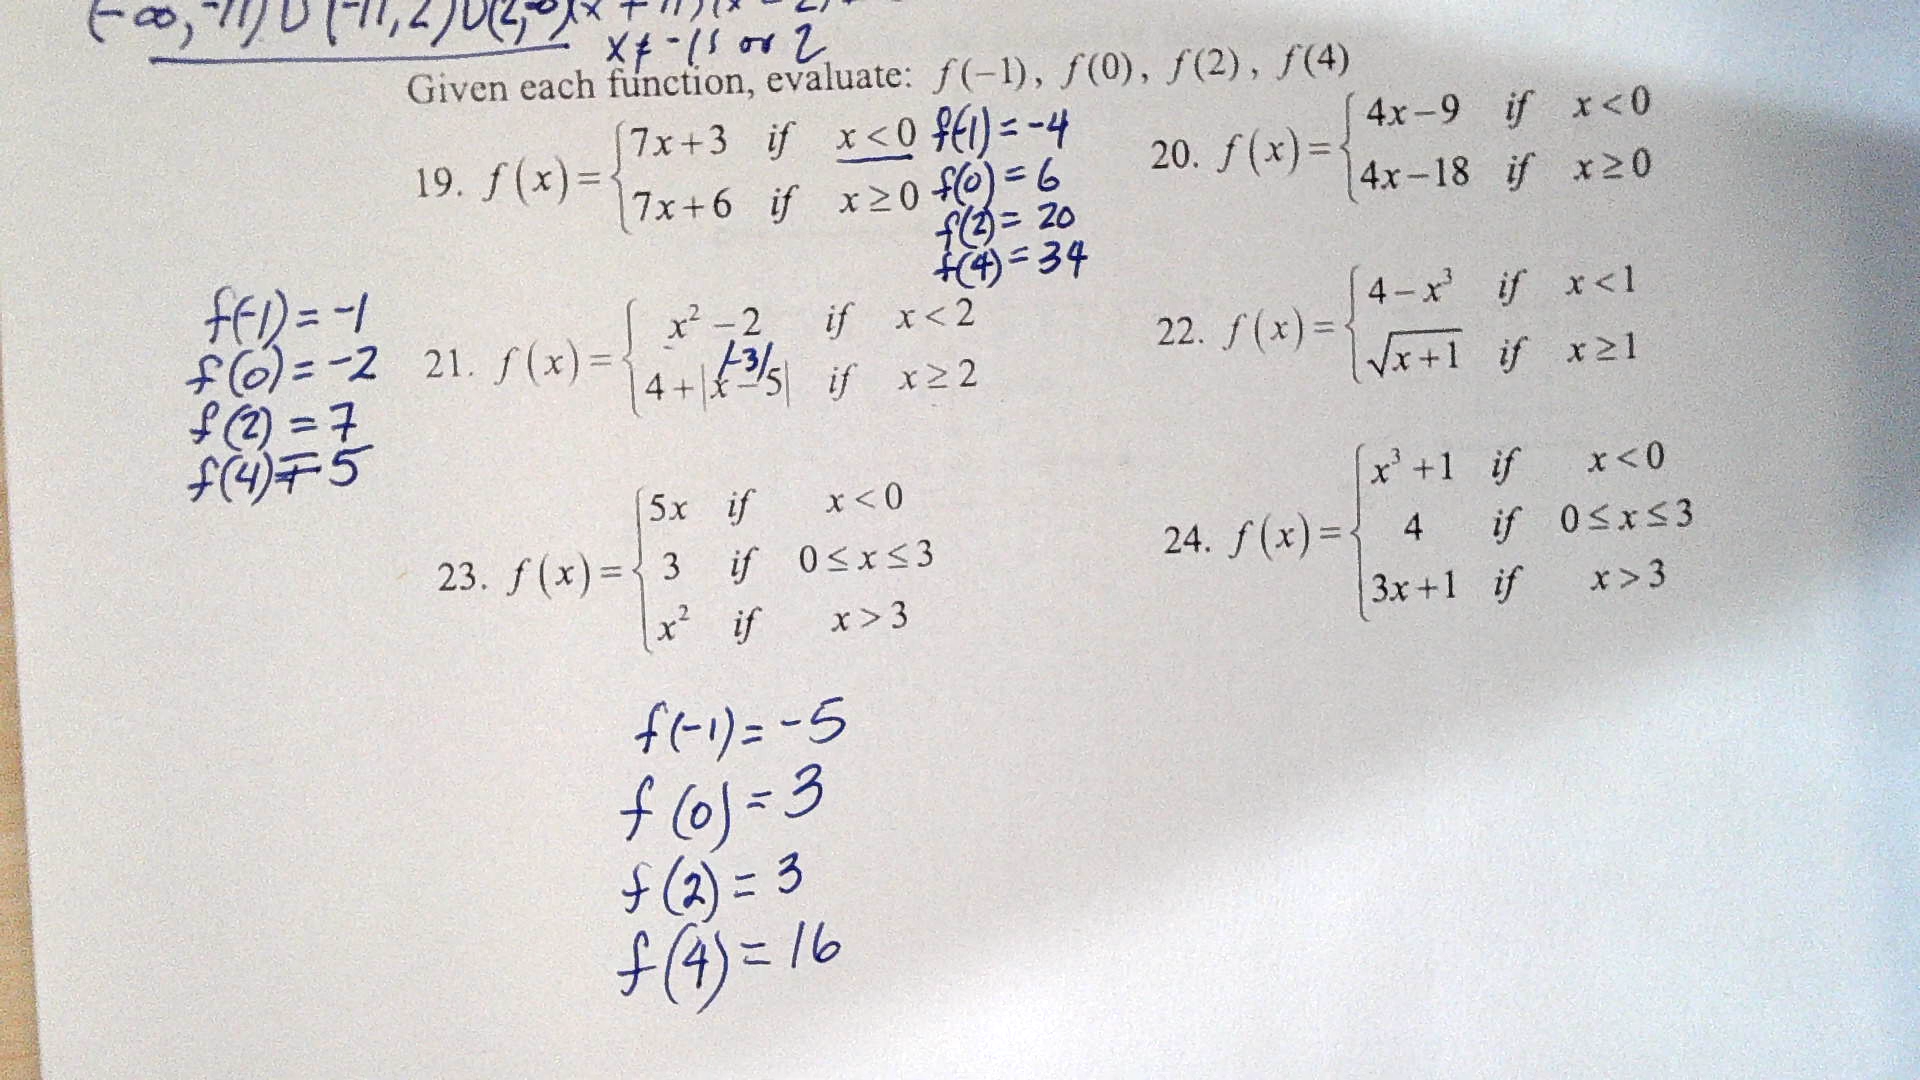 (-∞, -11) ∪ (-11, 2) ∪ (2, ∞)
x ≠ -11 or 2
Given each function, evaluate: f(−1), f(0), f(2), f(4)
19. f(x) = { 7x+3 if x<0
7x+6 if x≥0
f(-1) = -4
f(0) = 6
f(2) = 20
f(4) = 34
20. f(x) = { 4x−9 if x<0
4x−18 if x≥0
f(-1) = -1
f(0) = -2
f(2) = 7
f(4) = 5
21. f(x) = { x² − 2 if x<2
|-3|
4+|x−5| if x≥2
22. f(x) = { 4−x³ if x<1
√(x+1) if x≥1
23. f(x) = { 5x if x<0
3 if 0≤x≤3
x² if x>3
24. f(x) = { x³+1 if x<0
4 if 0≤x≤3
3x+1 if x>3
f(-1) = -5
f(0) = 3
f(2) = 3
f(4) = 16